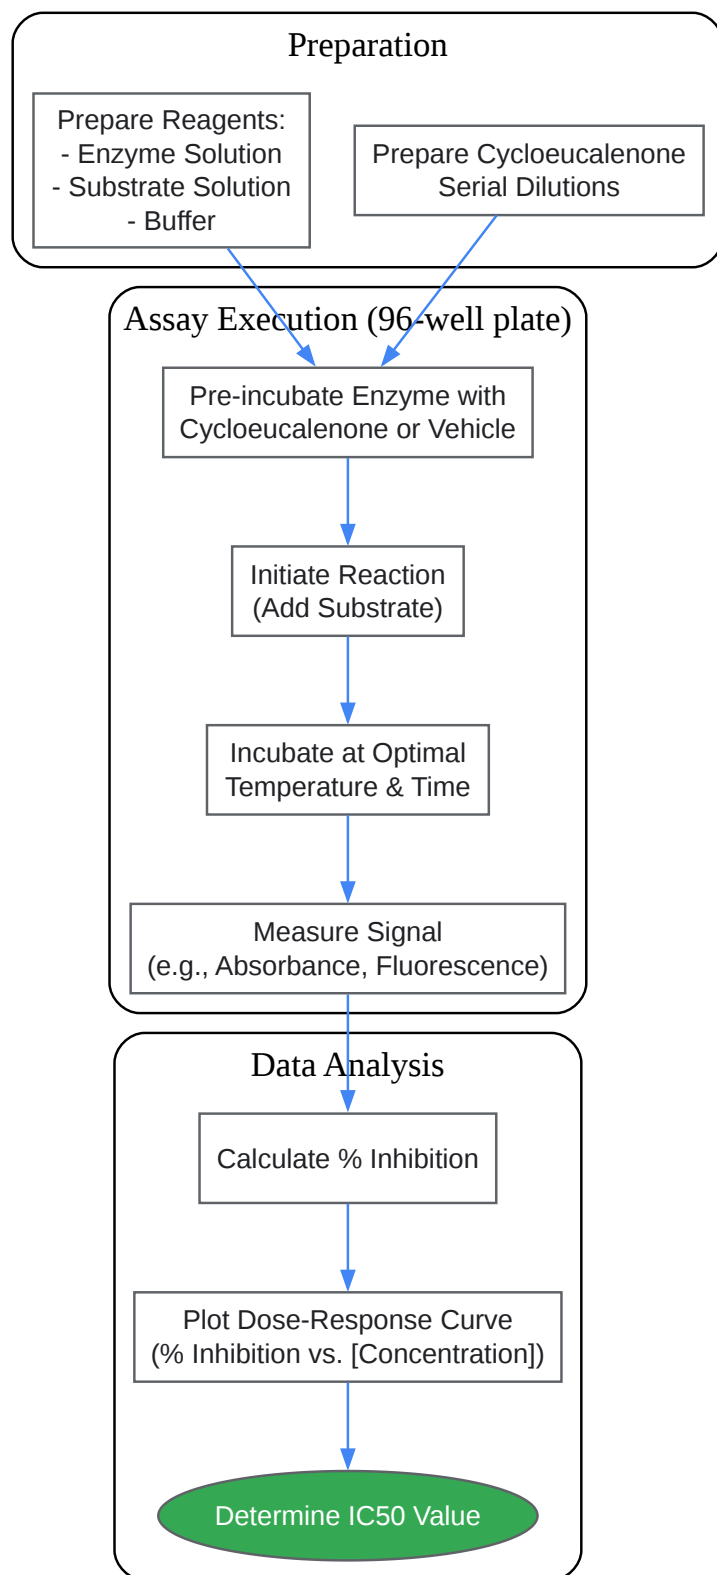 Preparation
Prepare Reagents:
- Enzyme Solution
- Substrate Solution
- Buffer
Prepare Cycloeucalenone
Serial Dilutions
Assay Execution (96-well plate)
Pre-incubate Enzyme with
Cycloeucalenone or Vehicle
Initiate Reaction
(Add Substrate)
Incubate at Optimal
Temperature & Time
Measure Signal
(e.g., Absorbance, Fluorescence)
Data Analysis
Calculate % Inhibition
Plot Dose-Response Curve
(% Inhibition vs. [Concentration])
Determine IC50 Value